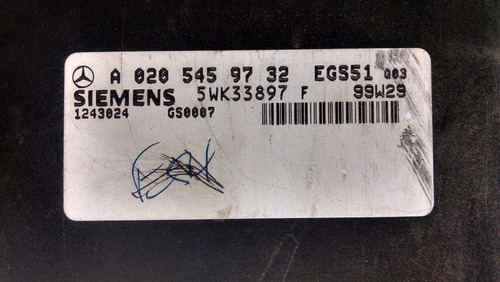 A 020 545 97 32 EGS51 Q03
SIEMENS 5WK33897 F 99W29
1243024 GS0007